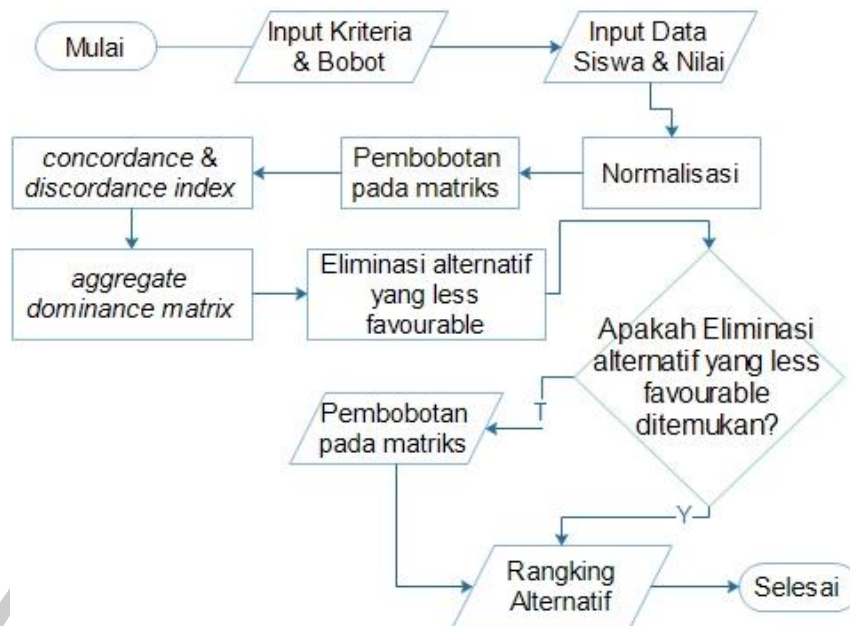 Mulai
Input Kriteria
& Bobot
Input Data
Siswa & Nilai
Normalisasi
Pembobotan
pada matriks
concordance &
discordance index
aggregate
dominance matrix
Eliminasi alternatif
yang less
favourable
Apakah Eliminasi
alternatif yang less
favourable
ditemukan?
T
Pembobotan
pada matriks
Y
Rangking
Alternatif
Selesai